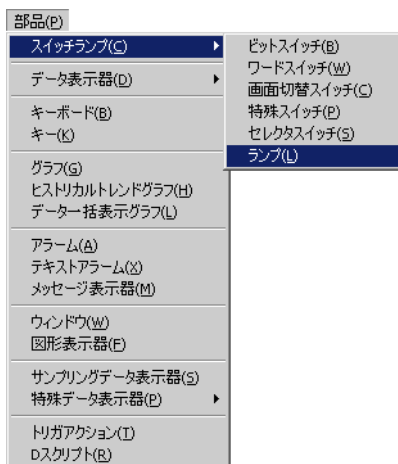 部品(P)
スイッチランプ(C)
データ表示器(D)
キーボード(B)
キー(K)
グラフ(G)
ヒストリカルトレンドグラフ(H)
データ一括表示グラフ(L)
アラーム(A)
テキストアラーム(X)
メッセージ表示器(M)
ウィンドウ(W)
図形表示器(F)
サンプリングデータ表示器(S)
特殊データ表示器(P)
トリガアクション(T)
Dスクリプト(R)
ビットスイッチ(B)
ワードスイッチ(W)
画面切替スイッチ(C)
特殊スイッチ(P)
セレクタスイッチ(S)
ランプ(L)